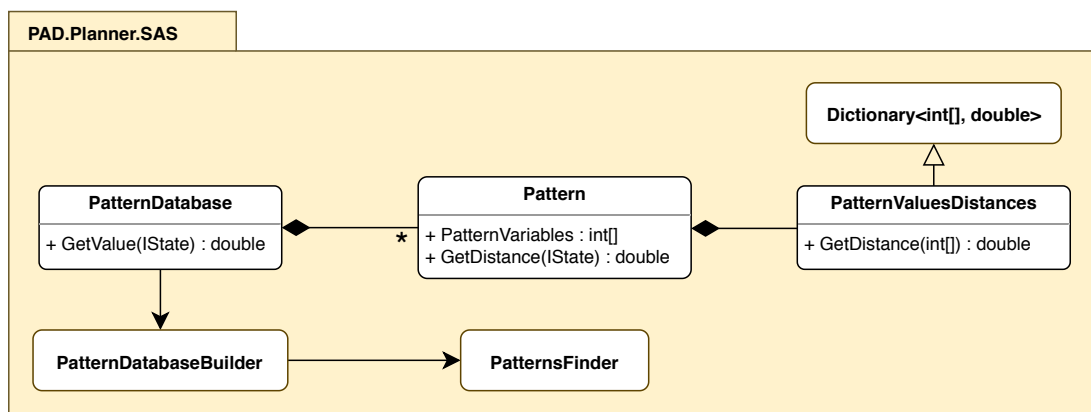 PAD.Planner.SAS
Dictionary<int[], double>
PatternDatabase
+ GetValue(IState) : double
*
Pattern
+ PatternVariables : int[]
+ GetDistance(IState) : double
PatternValuesDistances
+ GetDistance(int[]) : double
PatternDatabaseBuilder
PatternsFinder